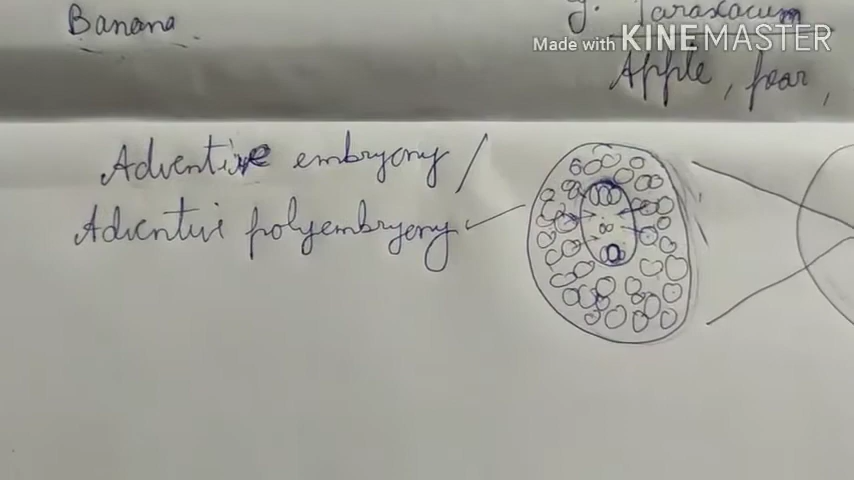 Banana
g. Taraxacum
Made with KINEMASTER
Apple, pear,
Adventive embryony /
Adventive polyembryony